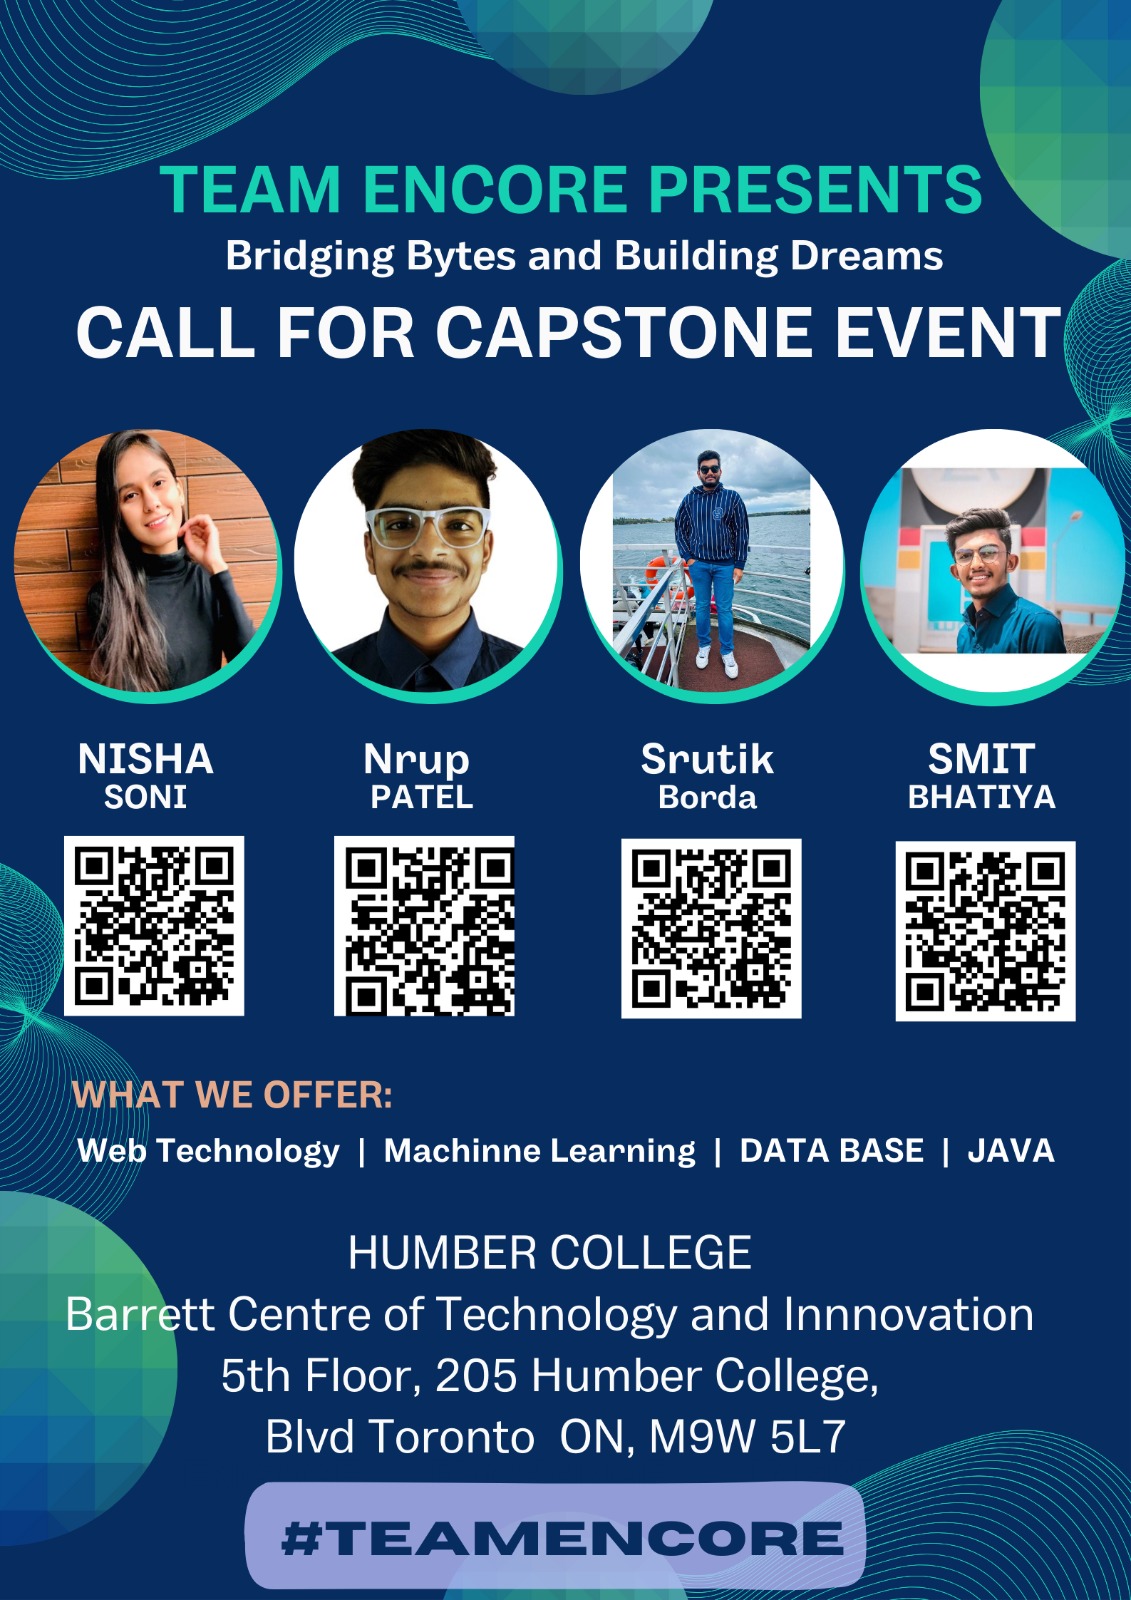 TEAM ENCORE PRESENTS
Bridging Bytes and Building Dreams
CALL FOR CAPSTONE EVENT
NISHA
SONI
Nrup
PATEL
Srutik
Borda
SMIT
BHATIYA
WHAT WE OFFER:
Web Technology | Machinne Learning | DATA BASE | JAVA
HUMBER COLLEGE
Barrett Centre of Technology and Innnovation
5th Floor, 205 Humber College,
Blvd Toronto ON, M9W 5L7
#TEAMENCORE